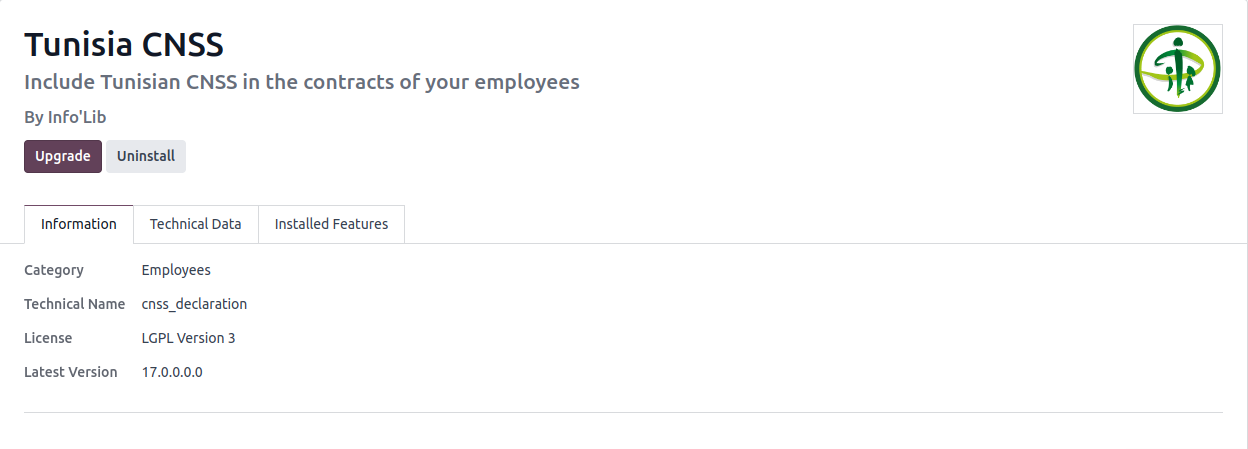 Tunisia CNSS
Include Tunisian CNSS in the contracts of your employees
By Info'Lib
Upgrade Uninstall
Information Technical Data Installed Features
Category Employees
Technical Name cnss_declaration
License LGPL Version 3
Latest Version 17.0.0.0.0